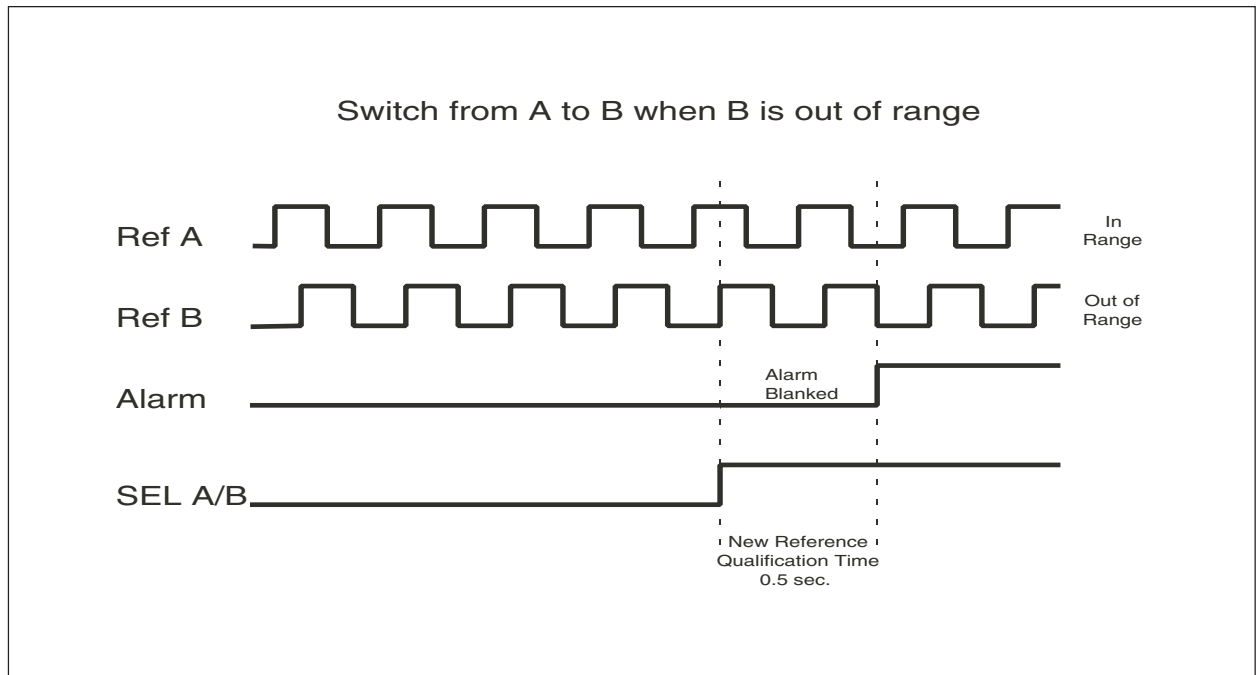 Switch from A to B when B is out of range
Ref A
In
Range
Ref B
Out of
Range
Alarm
Alarm
Blanked
SEL A/B
New Reference
Qualification Time
0.5 sec.